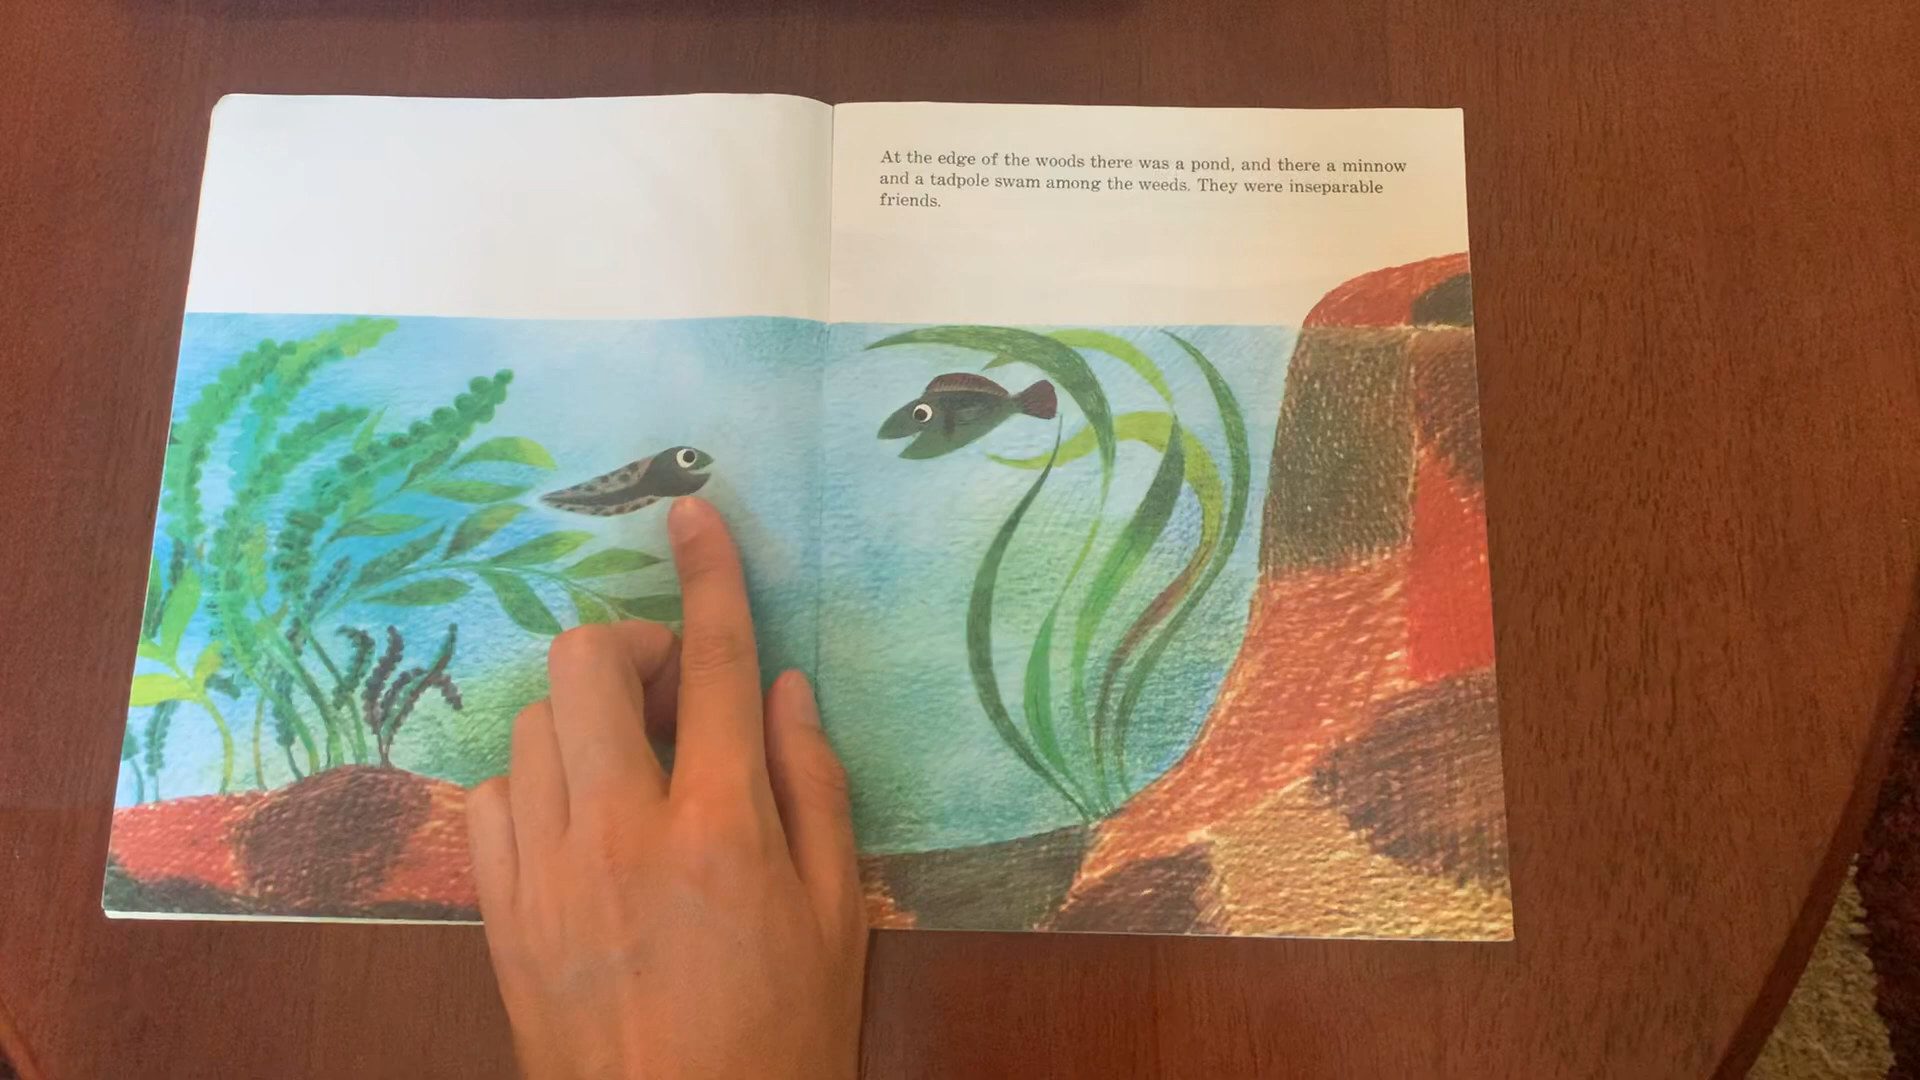 At the edge of the woods there was a pond, and there a minnow
and a tadpole swam among the weeds. They were inseparable
friends.